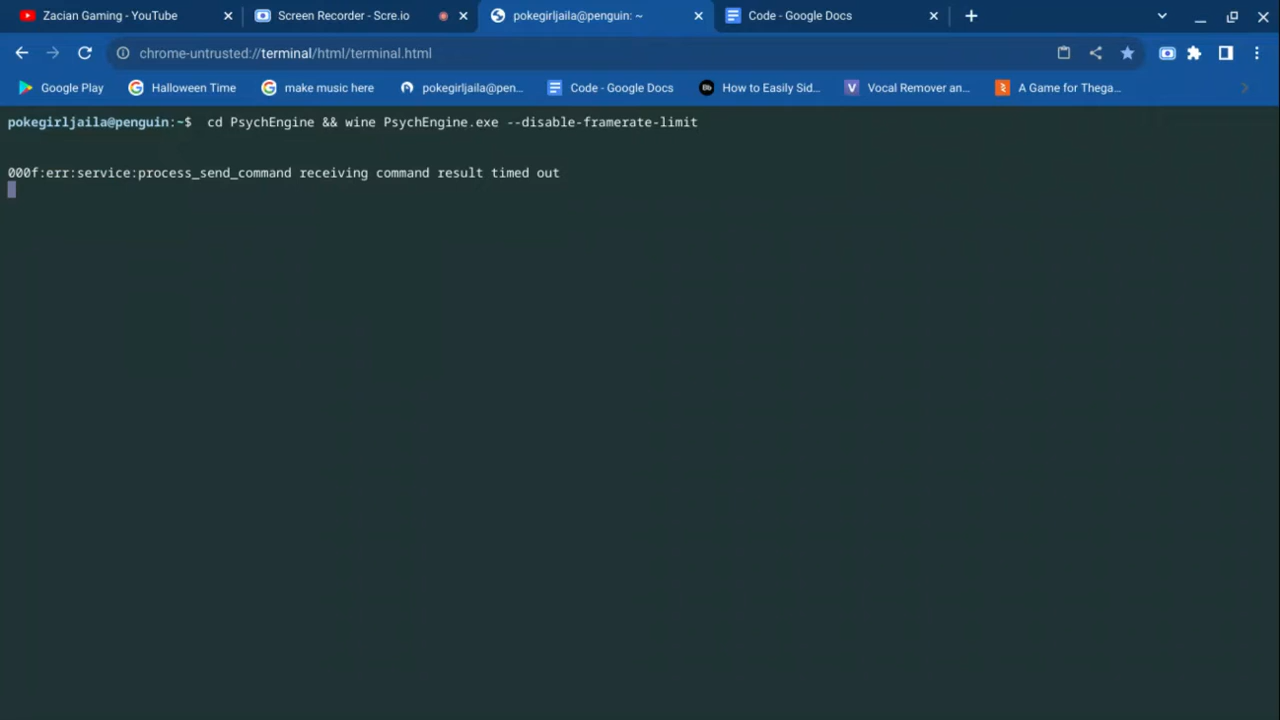 Zacian Gaming - YouTube
Screen Recorder - Scre.io
pokegirljaila@penguin: ~
Code - Google Docs
chrome-untrusted://terminal/html/terminal.html
Google Play
Halloween Time
make music here
pokegirljaila@pen...
Code - Google Docs
Bb
How to Easily Sid...
V
Vocal Remover an...
A Game for Thega...
pokegirljaila@penguin:~$ cd PsychEngine && wine PsychEngine.exe --disable-framerate-limit
000f:err:service:process_send_command receiving command result timed out